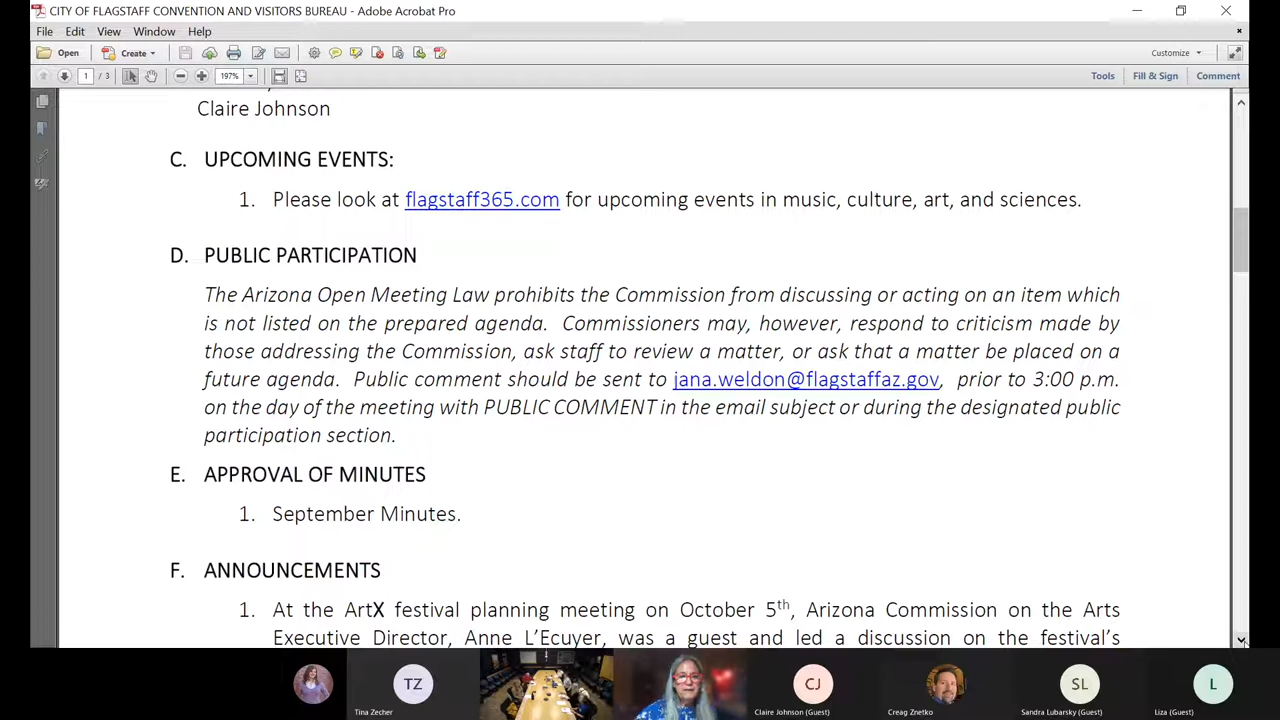 CITY OF FLAGSTAFF CONVENTION AND VISITORS BUREAU - Adobe Acrobat Pro
File Edit View Window Help
Open Create Customize
1 / 3 197% Tools Fill & Sign Comment
Claire Johnson
C. UPCOMING EVENTS:
1. Please look at flagstaff365.com for upcoming events in music, culture, art, and sciences.
D. PUBLIC PARTICIPATION
The Arizona Open Meeting Law prohibits the Commission from discussing or acting on an item which
is not listed on the prepared agenda. Commissioners may, however, respond to criticism made by
those addressing the Commission, ask staff to review a matter, or ask that a matter be placed on a
future agenda. Public comment should be sent to jana.weldon@flagstaffaz.gov, prior to 3:00 p.m.
on the day of the meeting with PUBLIC COMMENT in the email subject or during the designated public
participation section.
E. APPROVAL OF MINUTES
1. September Minutes.
F. ANNOUNCEMENTS
1. At the ArtX festival planning meeting on October 5th, Arizona Commission on the Arts
Executive Director, Anne L’Ecuyer, was a guest and led a discussion on the festival’s
TZ CJ SL L
Tina Zecher Claire Johnson (Guest) Creag Znetko Sandra Lubarsky (Guest) Liza (Guest)